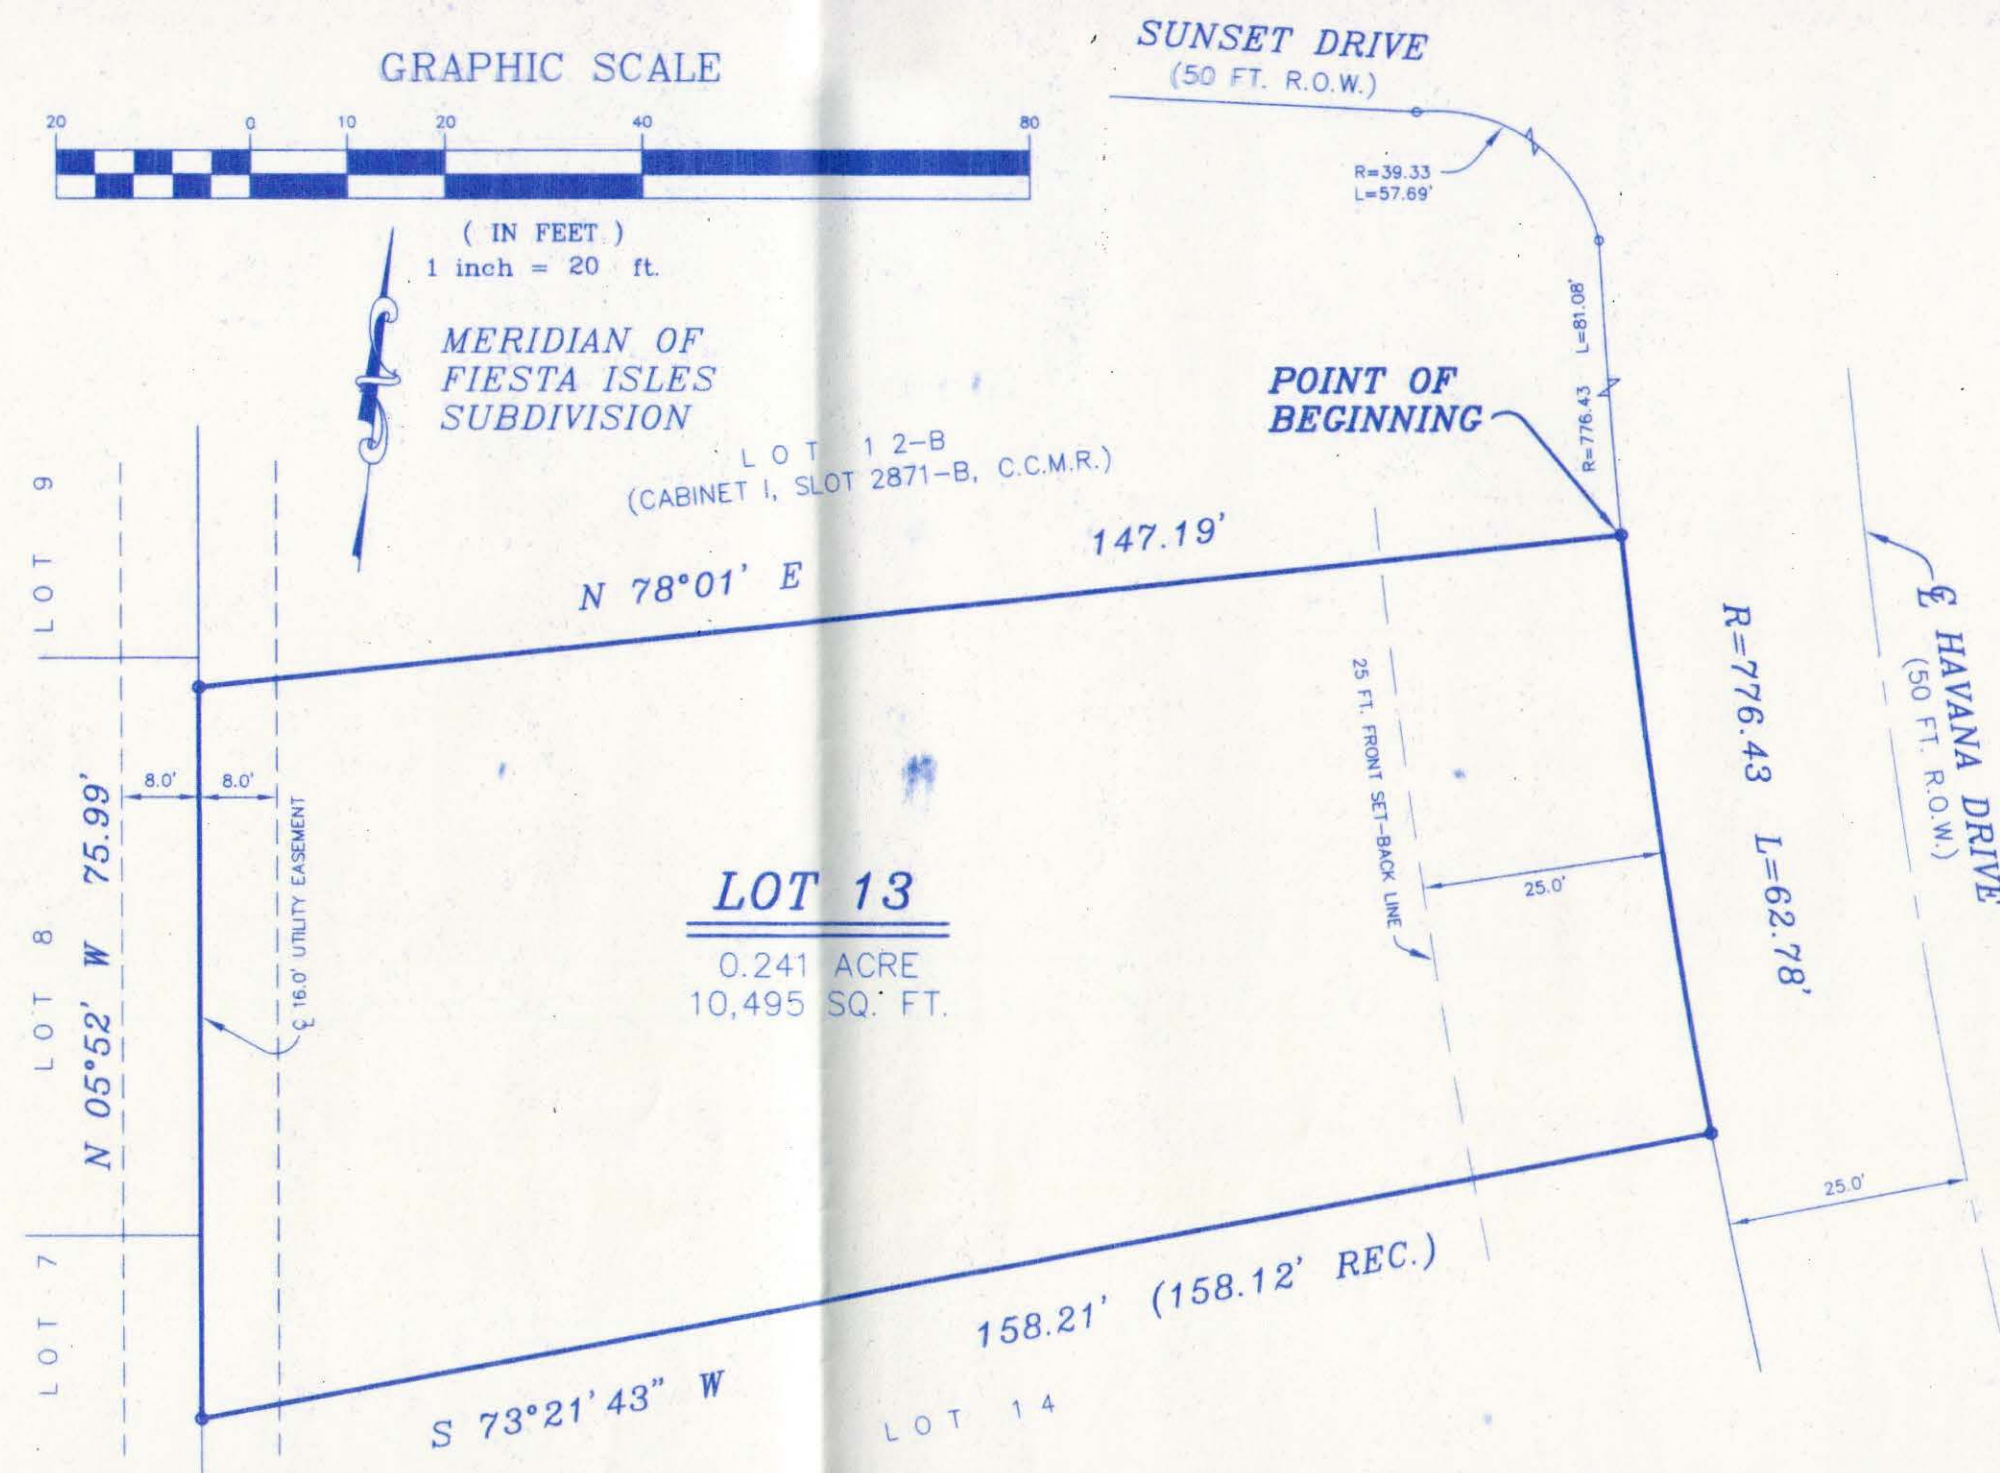 GRAPHIC SCALE
20 0 10 20 40 80
( IN FEET )
1 inch = 20 ft.
MERIDIAN OF
FIESTA ISLES
SUBDIVISION
SUNSET DRIVE
(50 FT. R.O.W.)
R=39.33
L=57.69'
R=776.43 L=81.08'
POINT OF
BEGINNING
LOT 12-B
(CABINET I, SLOT 2871-B, C.C.M.R.)
N 78°01' E 147.19'
LOT 9
LOT 8
LOT 7
N 05°52' W 75.99'
8.0' 8.0'
℄ 16.0' UTILITY EASEMENT
LOT 13
0.241 ACRE
10,495 SQ. FT.
25 FT. FRONT SET-BACK LINE
25.0'
R=776.43 L=62.78'
℄ HAVANA DRIVE
(50 FT. R.O.W.)
25.0'
S 73°21'43" W 158.21' (158.12' REC.)
LOT 14